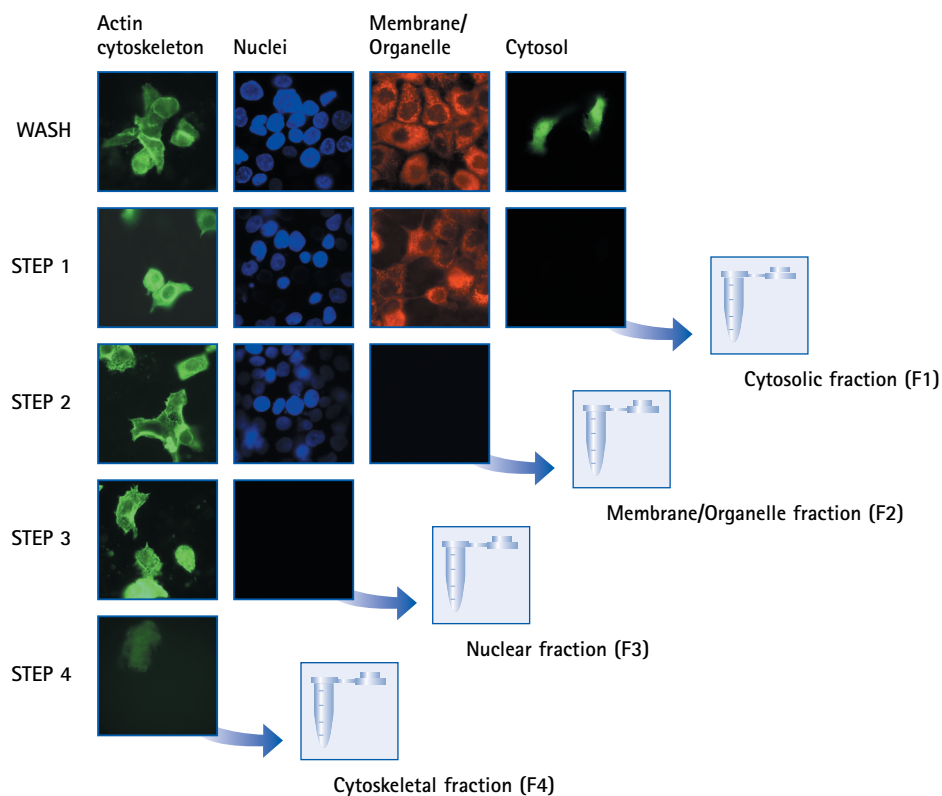 Actin
cytoskeleton
Nuclei
Membrane/
Organelle
Cytosol
WASH
STEP 1
Cytosolic fraction (F1)
STEP 2
Membrane/Organelle fraction (F2)
STEP 3
Nuclear fraction (F3)
STEP 4
Cytoskeletal fraction (F4)